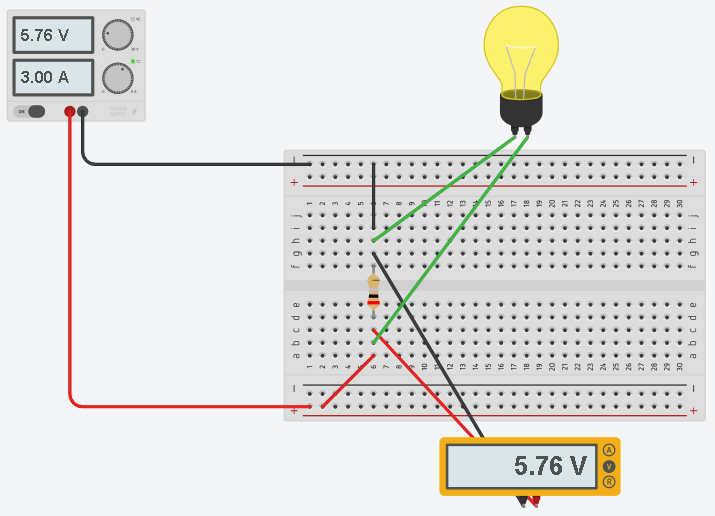 5.76 V
3.00 A
ON
− −
+ +
1 2 3 4 5 6 7 8 9 10 11 12 13 14 15 16 17 18 19 20 21 22 23 24 25 26 27 28 29 30
j j
i i
h h
g g
f f
e e
d d
c c
b b
a a
1 2 3 4 5 6 7 8 9 10 11 12 13 14 15 16 17 18 19 20 21 22 23 24 25 26 27 28 29 30
− −
+ +
5.76 V
A
V
R